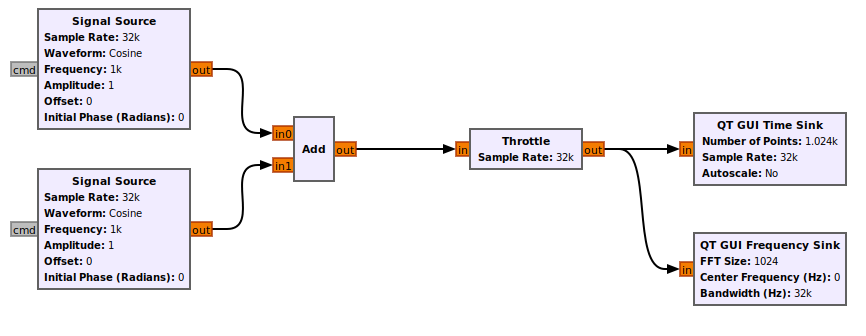 Signal Source
Sample Rate: 32k
Waveform: Cosine
Frequency: 1k
Amplitude: 1
Offset: 0
Initial Phase (Radians): 0
cmd
out
Signal Source
Sample Rate: 32k
Waveform: Cosine
Frequency: 1k
Amplitude: 1
Offset: 0
Initial Phase (Radians): 0
cmd
out
in0
in1
Add
out
in
Throttle
Sample Rate: 32k
out
in
QT GUI Time Sink
Number of Points: 1.024k
Sample Rate: 32k
Autoscale: No
in
QT GUI Frequency Sink
FFT Size: 1024
Center Frequency (Hz): 0
Bandwidth (Hz): 32k